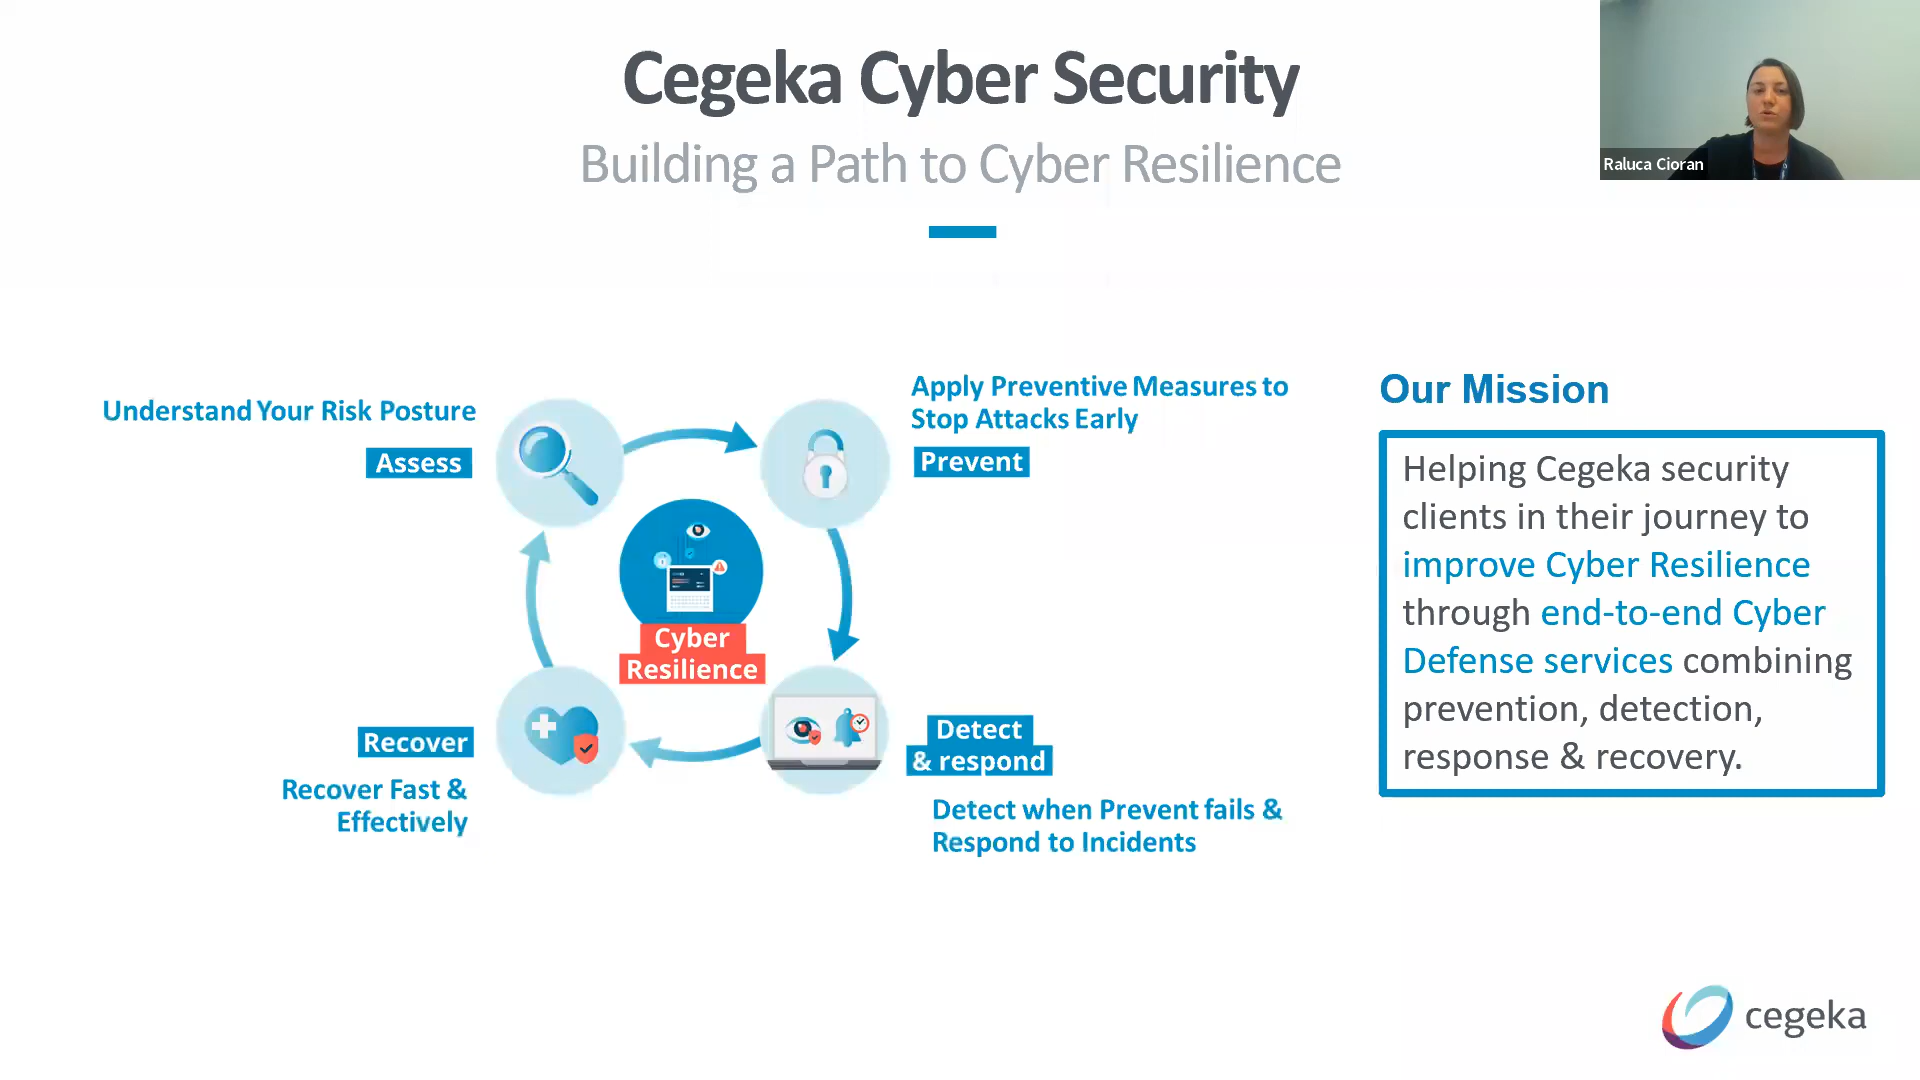 Cegeka Cyber Security
Building a Path to Cyber Resilience
Raluca Cioran
Understand Your Risk Posture
Assess
Apply Preventive Measures to
Stop Attacks Early
Prevent
Cyber
Resilience
Recover
Recover Fast &
Effectively
Detect
& respond
Detect when Prevent fails &
Respond to Incidents
Our Mission
Helping Cegeka security
clients in their journey to
improve Cyber Resilience
through end-to-end Cyber
Defense services combining
prevention, detection,
response & recovery.
cegeka